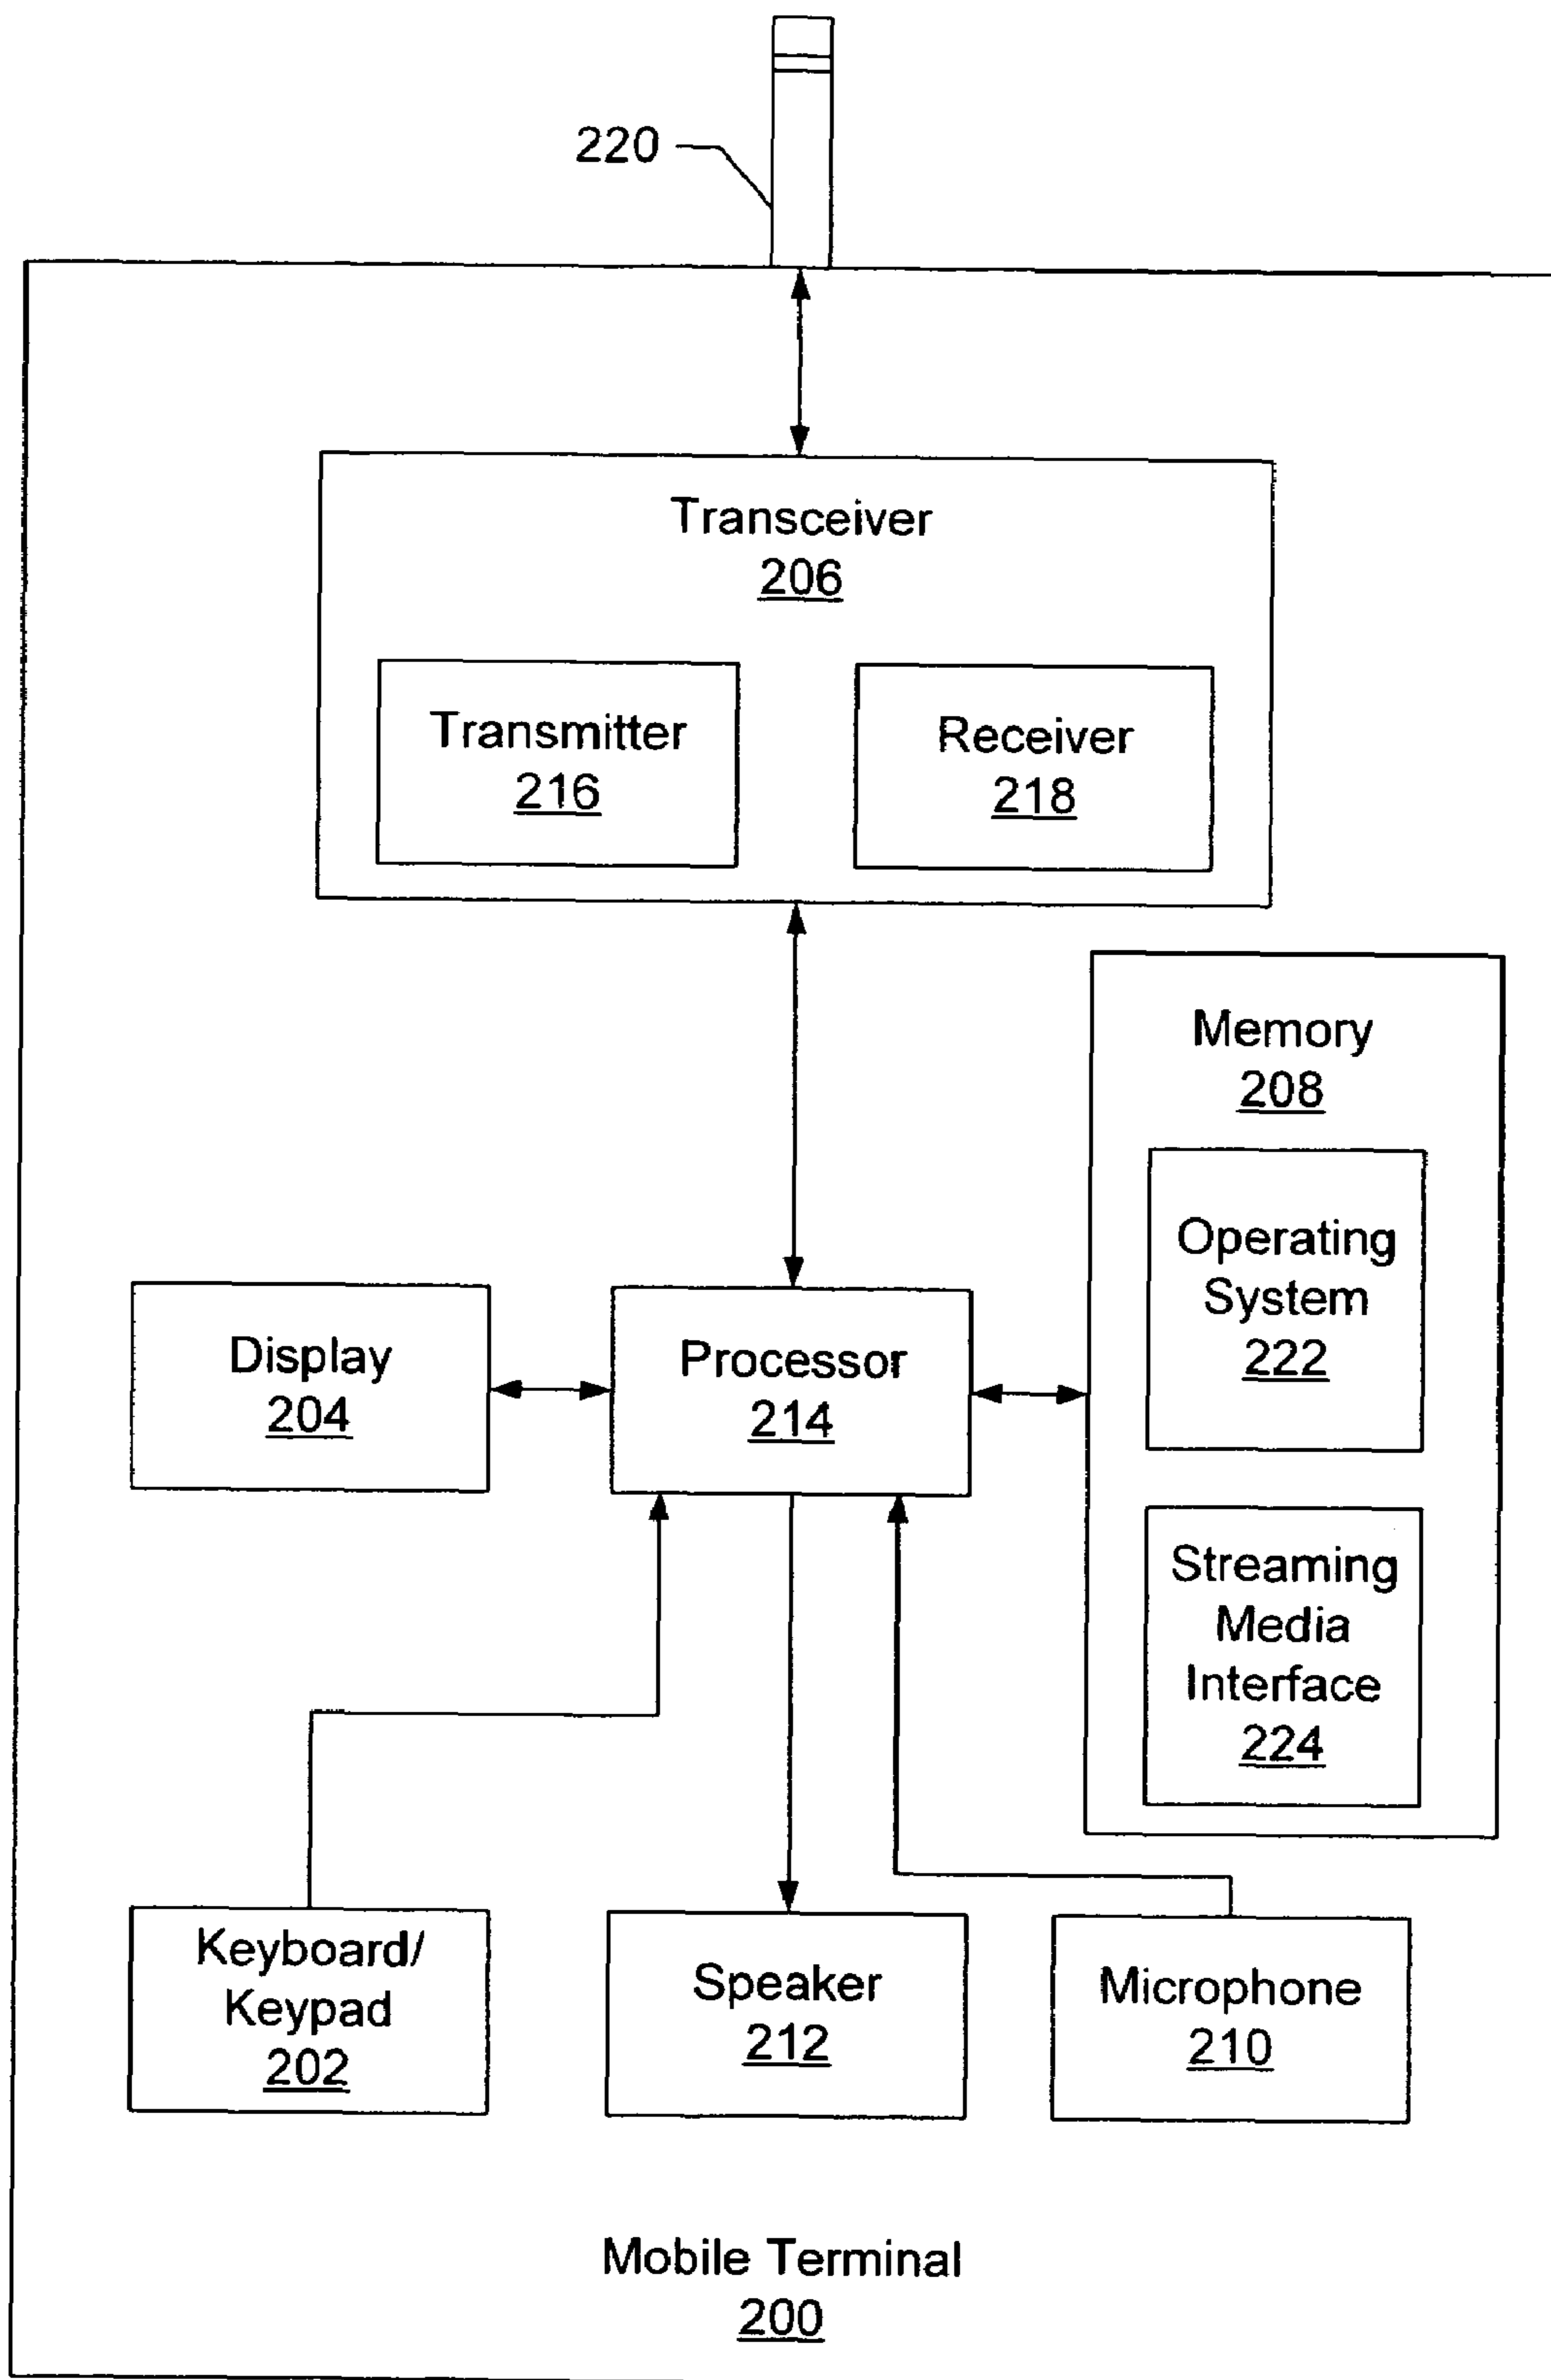 220
Transceiver
206
Transmitter
216
Receiver
218
Memory
208
Operating
System
222
Display
204
Processor
214
Streaming
Media
Interface
224
Keyboard/
Keypad
202
Speaker
212
Microphone
210
Mobile Terminal
200